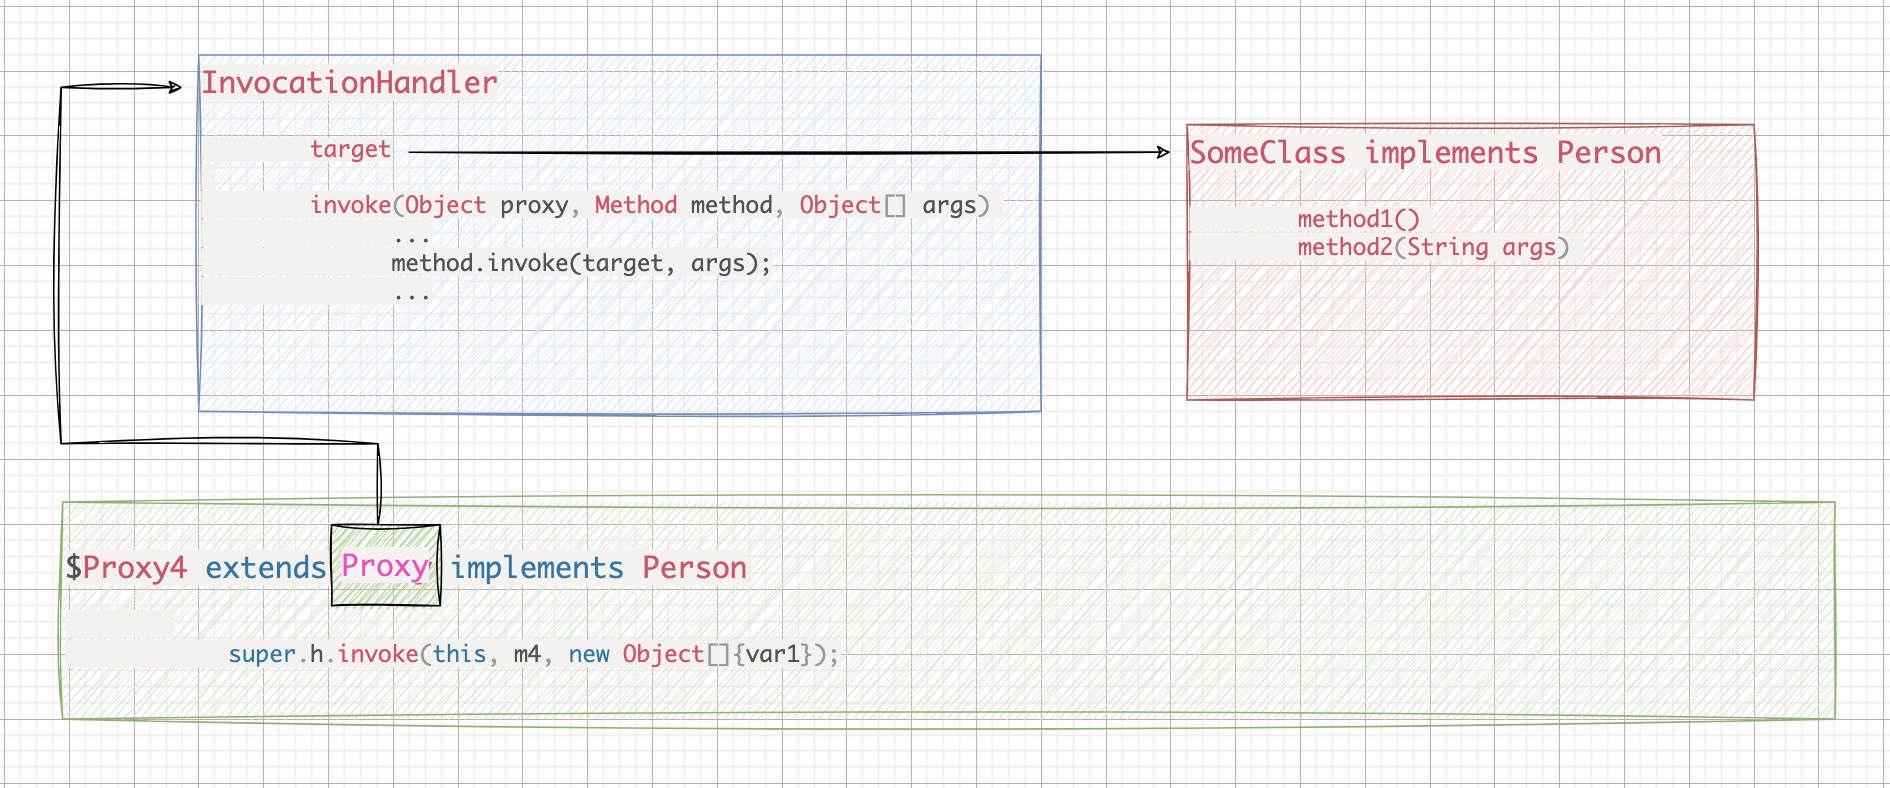 InvocationHandler
target
invoke(Object proxy, Method method, Object[] args)
...
method.invoke(target, args);
...
SomeClass implements Person
method1()
method2(String args)
$Proxy4 extends Proxy implements Person
super.h.invoke(this, m4, new Object[]{var1});